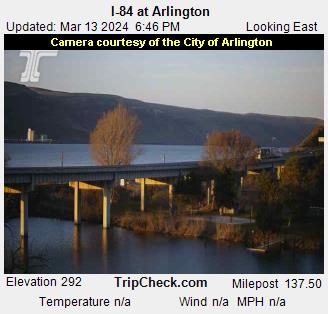 I-84 at Arlington
Updated: Mar 13 2024 6:46 PM Looking East
Camera courtesy of the City of Arlington
Elevation 292 TripCheck.com Milepost 137.50
Temperature n/a Wind n/a MPH n/a